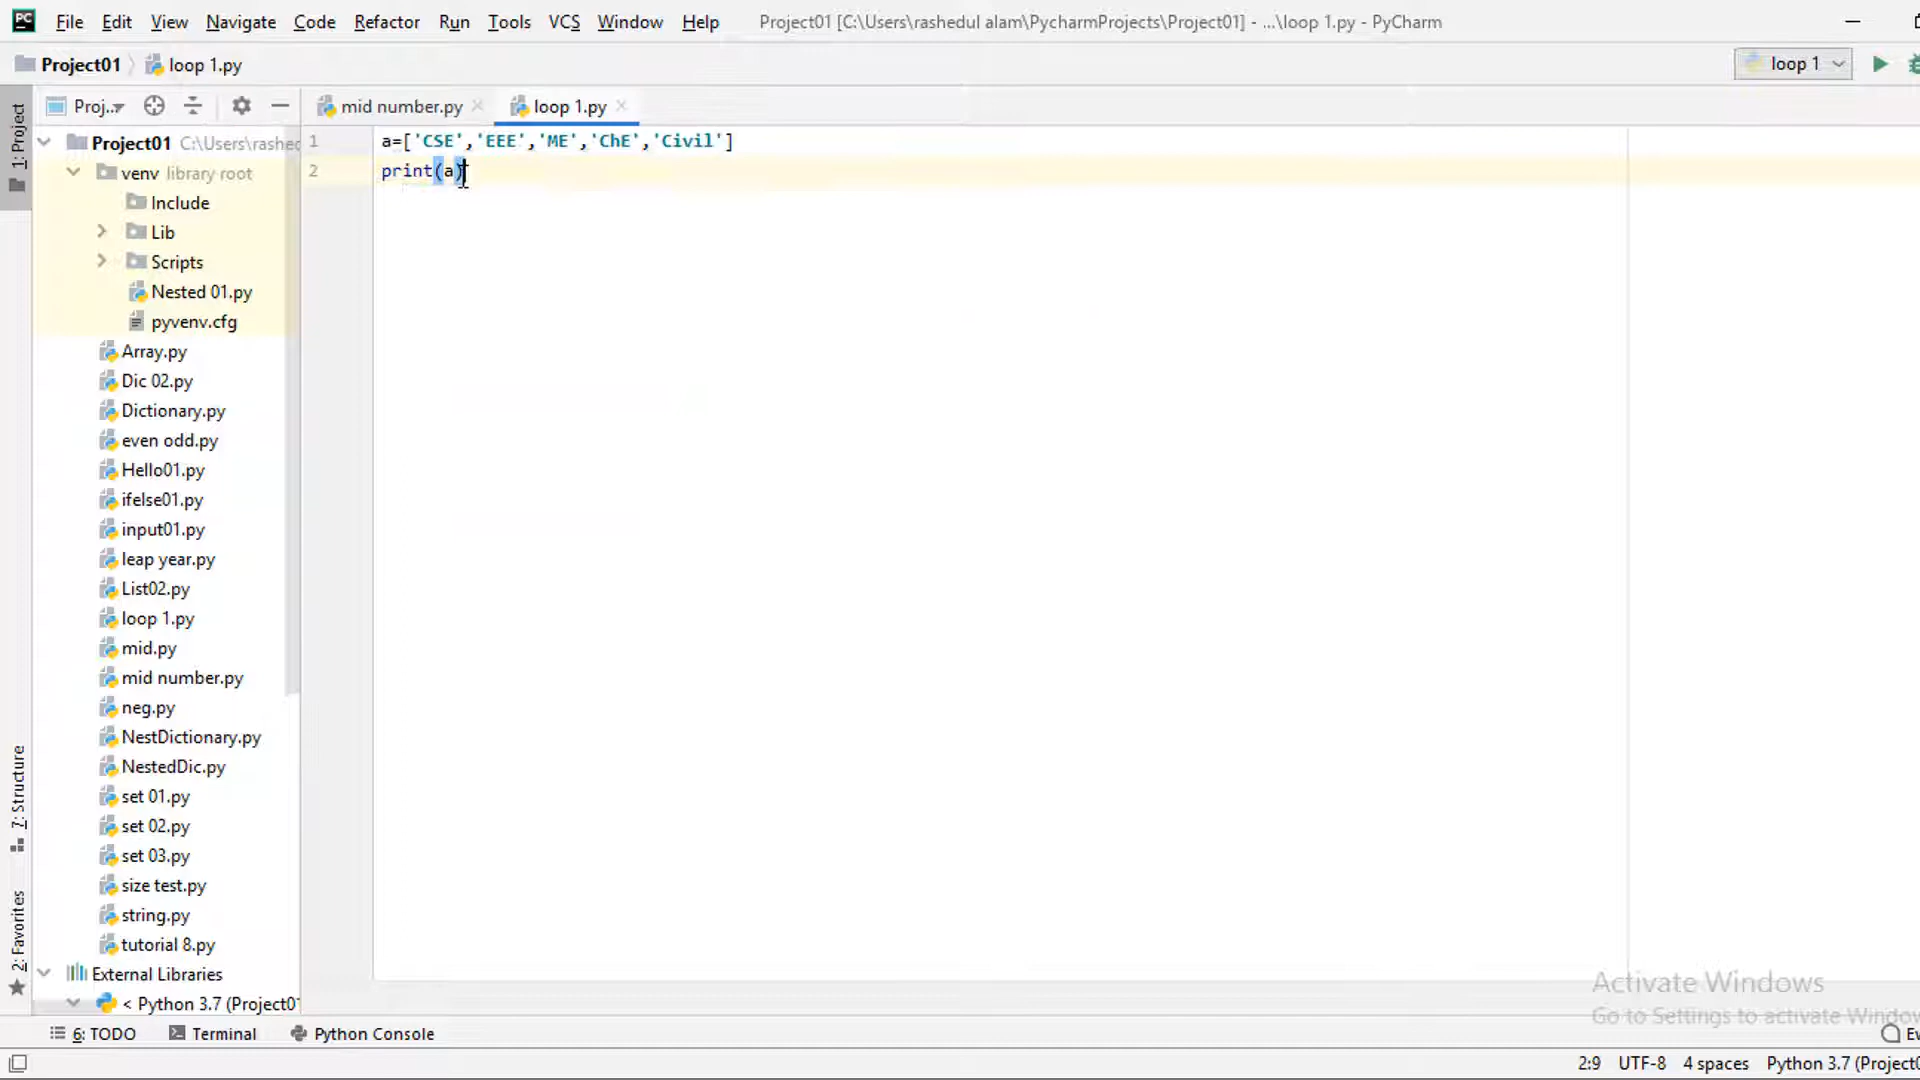 File Edit View Navigate Code Refactor Run Tools VCS Window Help Project01 [C:\Users\rashedul alam\PycharmProjects\Project01] - ...\loop 1.py - PyCharm
Project01 loop 1.py loop 1
Proj.. mid number.py loop 1.py
1: Project
Project01 C:\Users\rashed
venv library root
Include
Lib
Scripts
Nested 01.py
pyvenv.cfg
Array.py
Dic 02.py
Dictionary.py
even odd.py
Hello01.py
ifelse01.py
input01.py
leap year.py
List02.py
loop 1.py
mid.py
mid number.py
neg.py
NestDictionary.py
NestedDic.py
set 01.py
set 02.py
set 03.py
size test.py
string.py
tutorial 8.py
External Libraries
< Python 3.7 (Project01
7: Structure
2: Favorites
1 a=['CSE','EEE','ME','ChE','Civil']
2 print(a)
Activate Windows
Go to Settings to activate Window
6: TODO Terminal Python Console Ev
2:9 UTF-8 4 spaces Python 3.7 (Project0